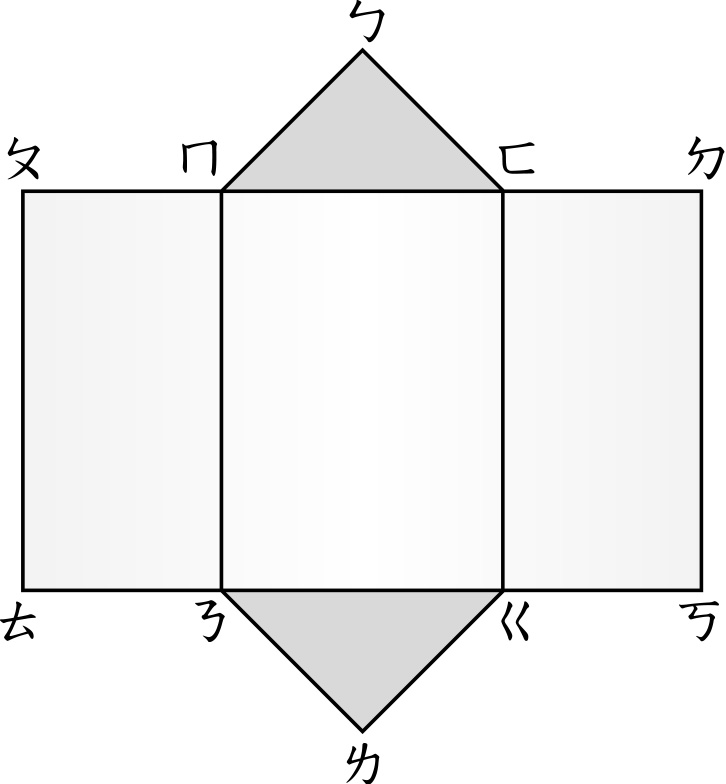 ㄅ
ㄆ ㄇ ㄈ ㄉ
ㄊ ㄋ ㄍ ㄎ
ㄌ